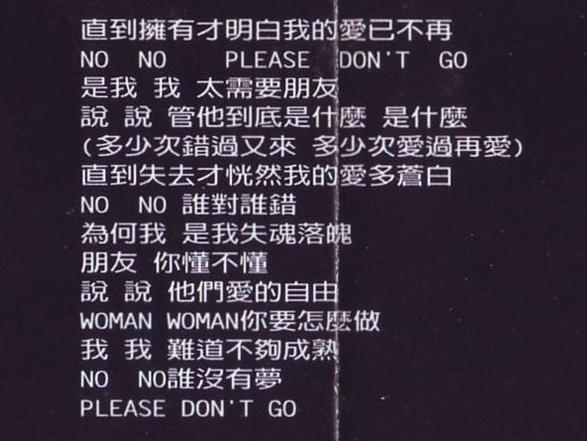 直到擁有才明白我的愛已不再
NO NO PLEASE DON'T GO
是我 我 太需要朋友
說 說 管他到底是什麼 是什麼
(多少次錯過又來 多少次愛過再愛)
直到失去才恍然我的愛多蒼白
NO NO 誰對誰錯
為何我 是我失魂落魄
朋友 你懂不懂
說 說 他們愛的自由
WOMAN WOMAN你要怎麼做
我 我 難道不夠成熟
NO NO誰沒有夢
PLEASE DON'T GO